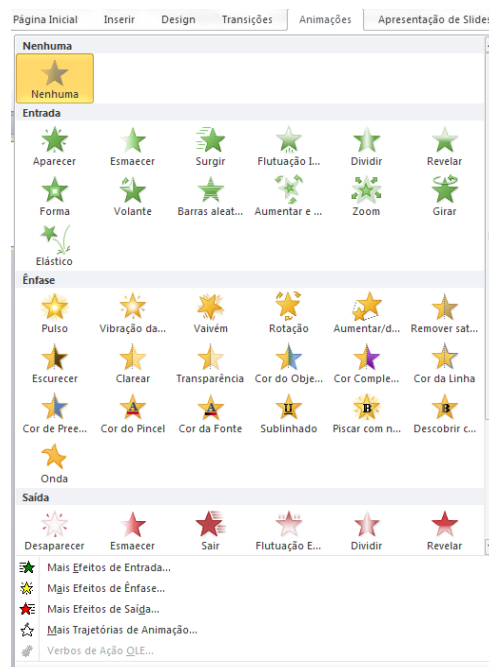 Página Inicial Inserir Design Transições Animações Apresentação de Slides
Nenhuma
Nenhuma
Entrada
Aparecer Esmaecer Surgir Flutuação I... Dividir Revelar
Forma Volante Barras aleat... Aumentar e ... Zoom Girar
Elástico
Ênfase
Pulso Vibração da... Vaivém Rotação Aumentar/d... Remover sat...
Escurecer Clarear Transparência Cor do Obje... Cor Comple... Cor da Linha
Cor de Pree... Cor do Pincel Cor da Fonte Sublinhado Piscar com n... Descobrir c...
Onda
Saída
Desaparecer Esmaecer Sair Flutuação E... Dividir Revelar
Mais Efeitos de Entrada...
Mais Efeitos de Ênfase...
Mais Efeitos de Saída...
Mais Trajetórias de Animação...
Verbos de Ação OLE...